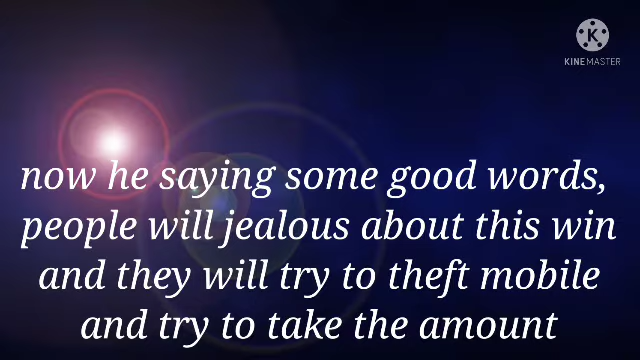 KINEMASTER
now he saying some good words,
people will jealous about this win
and they will try to theft mobile
and try to take the amount